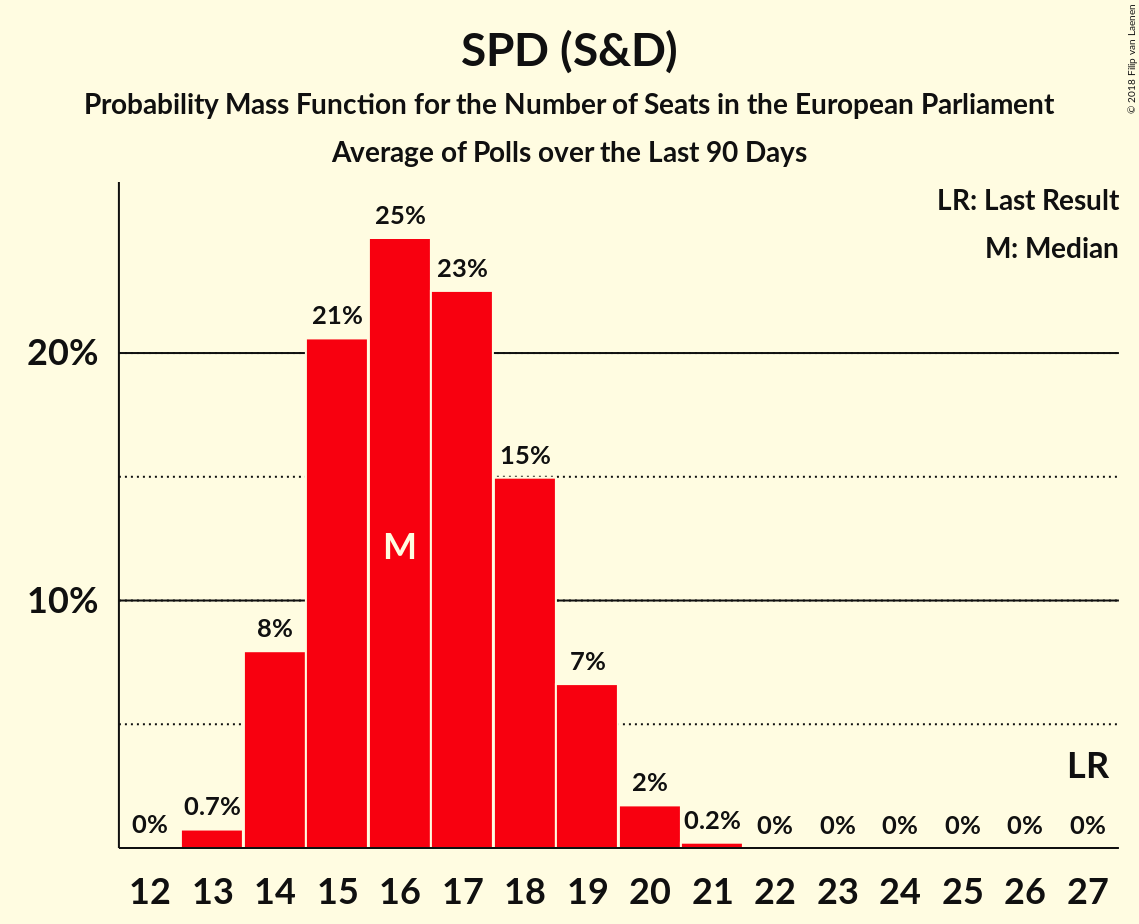 SPD (S&D)
Probability Mass Function for the Number of Seats in the European Parliament
Average of Polls over the Last 90 Days
© 2018 Filip van Laenen
LR: Last Result
M: Median
25%
23%
21%
20%
15%
M
10%
8%
7%
LR
2%
0% 0.7% 0.2% 0% 0% 0% 0% 0% 0%
12 13 14 15 16 17 18 19 20 21 22 23 24 25 26 27